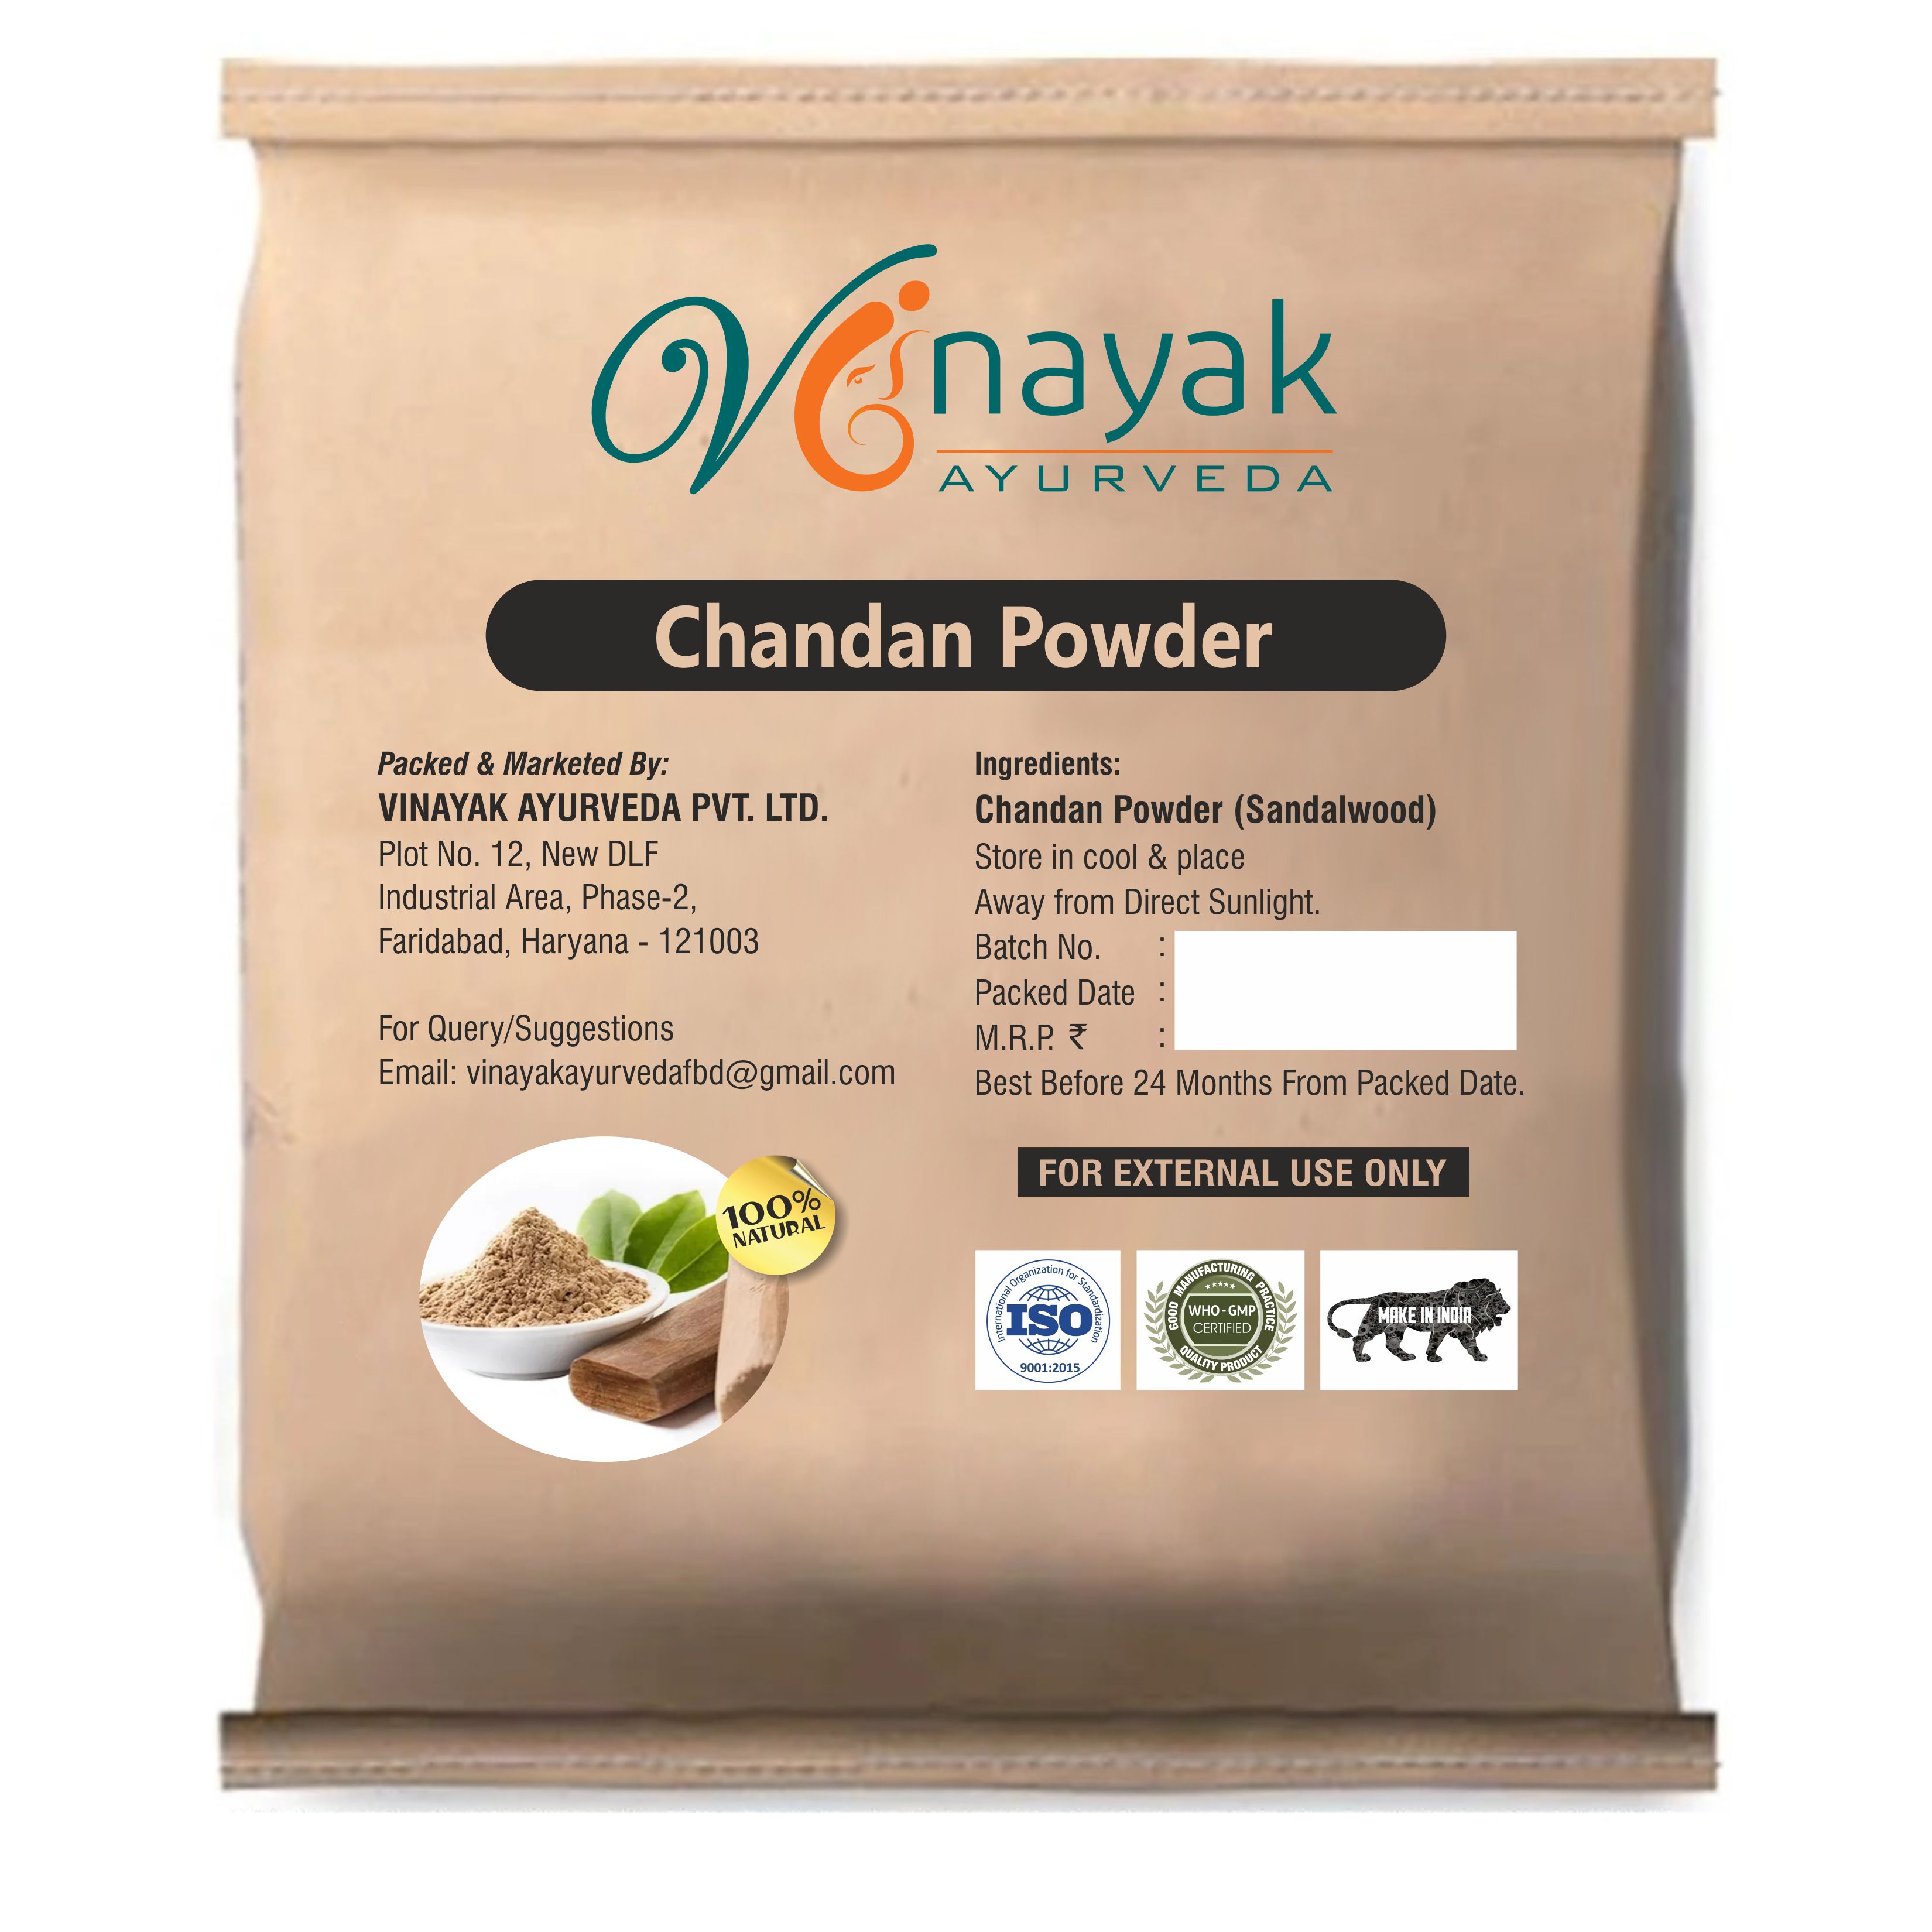 Vinayak
AYURVEDA
Chandan Powder
Packed & Marketed By:
VINAYAK AYURVEDA PVT. LTD.
Plot No. 12, New DLF
Industrial Area, Phase-2,
Faridabad, Haryana - 121003
For Query/Suggestions
Email: vinayakayurvedafbd@gmail.com
Ingredients:
Chandan Powder (Sandalwood)
Store in cool & place
Away from Direct Sunlight.
Batch No. :
Packed Date :
M.R.P. ₹ :
Best Before 24 Months From Packed Date.
FOR EXTERNAL USE ONLY
100%
NATURAL
International Organization for Standardization
ISO
9001:2015
GOOD MANUFACTURING PRACTICE
WHO-GMP
CERTIFIED
QUALITY PRODUCT
MAKE IN INDIA